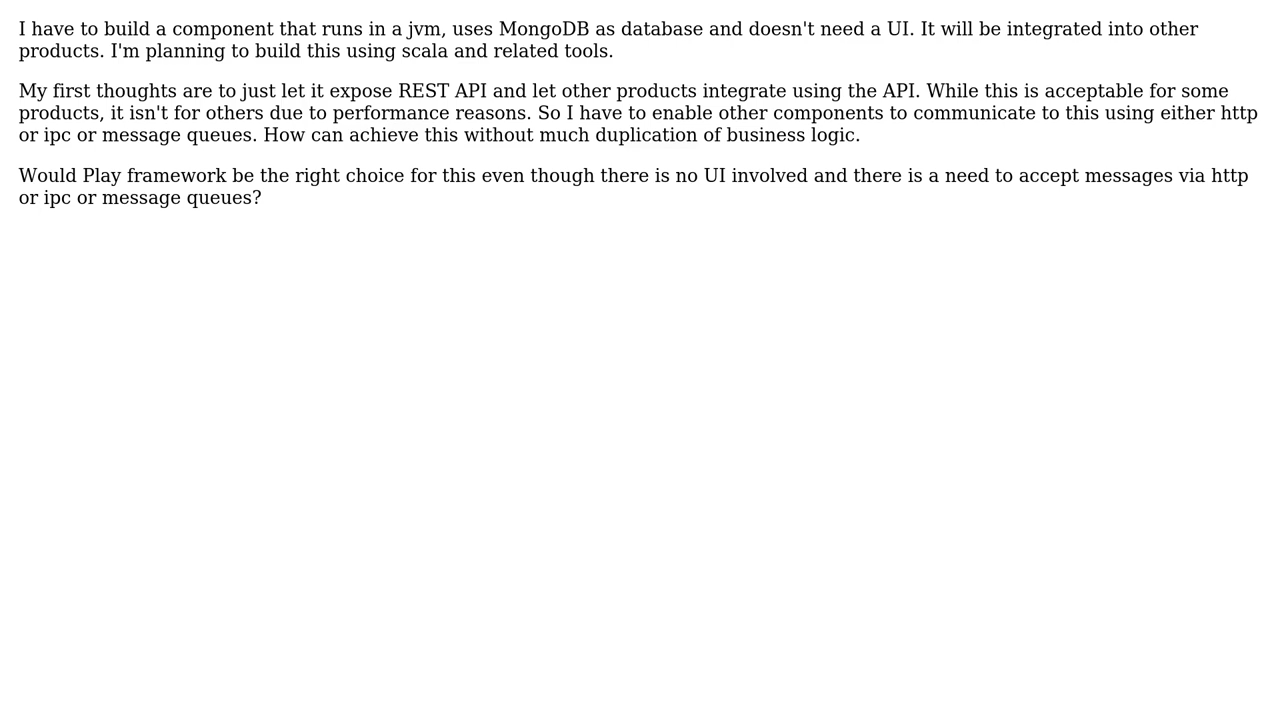 I have to build a component that runs in a jvm, uses MongoDB as database and doesn't need a UI. It will be integrated into other
products. I'm planning to build this using scala and related tools.
My first thoughts are to just let it expose REST API and let other products integrate using the API. While this is acceptable for some
products, it isn't for others due to performance reasons. So I have to enable other components to communicate to this using either http
or ipc or message queues. How can achieve this without much duplication of business logic.
Would Play framework be the right choice for this even though there is no UI involved and there is a need to accept messages via http
or ipc or message queues?